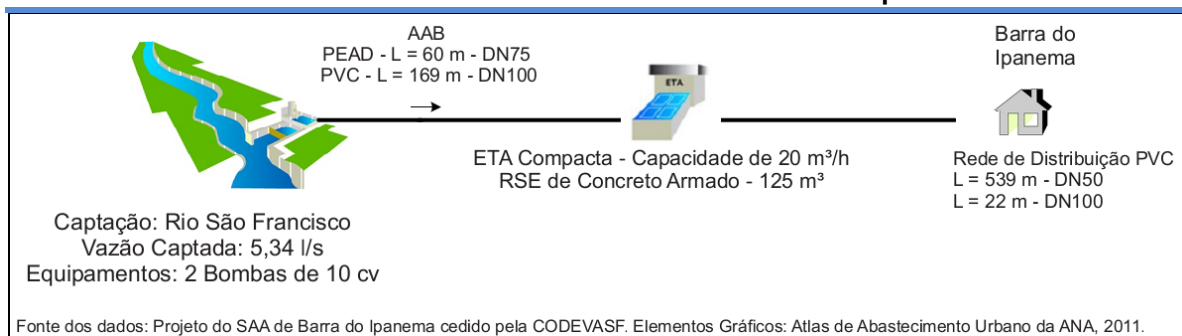 AAB
PEAD - L = 60 m - DN75
PVC - L = 169 m - DN100
Barra do
Ipanema
ETA
ETA Compacta - Capacidade de 20 m³/h
RSE de Concreto Armado - 125 m³
Rede de Distribuição PVC
L = 539 m - DN50
L = 22 m - DN100
Captação: Rio São Francisco
Vazão Captada: 5,34 l/s
Equipamentos: 2 Bombas de 10 cv
Fonte dos dados: Projeto do SAA de Barra do Ipanema cedido pela CODEVASF. Elementos Gráficos: Atlas de Abastecimento Urbano da ANA, 2011.